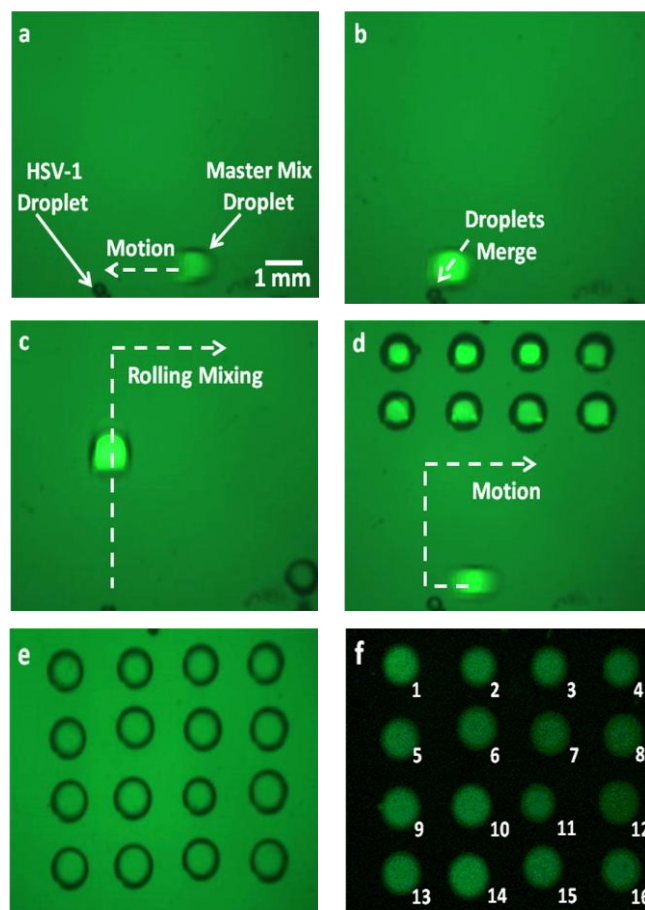 a
HSV-1
Droplet
Master Mix
Droplet
Motion
1 mm
b
Droplets
Merge
c
Rolling Mixing
d
Motion
e
f
1 2 3 4
5 6 7 8
9 10 11 12
13 14 15 16